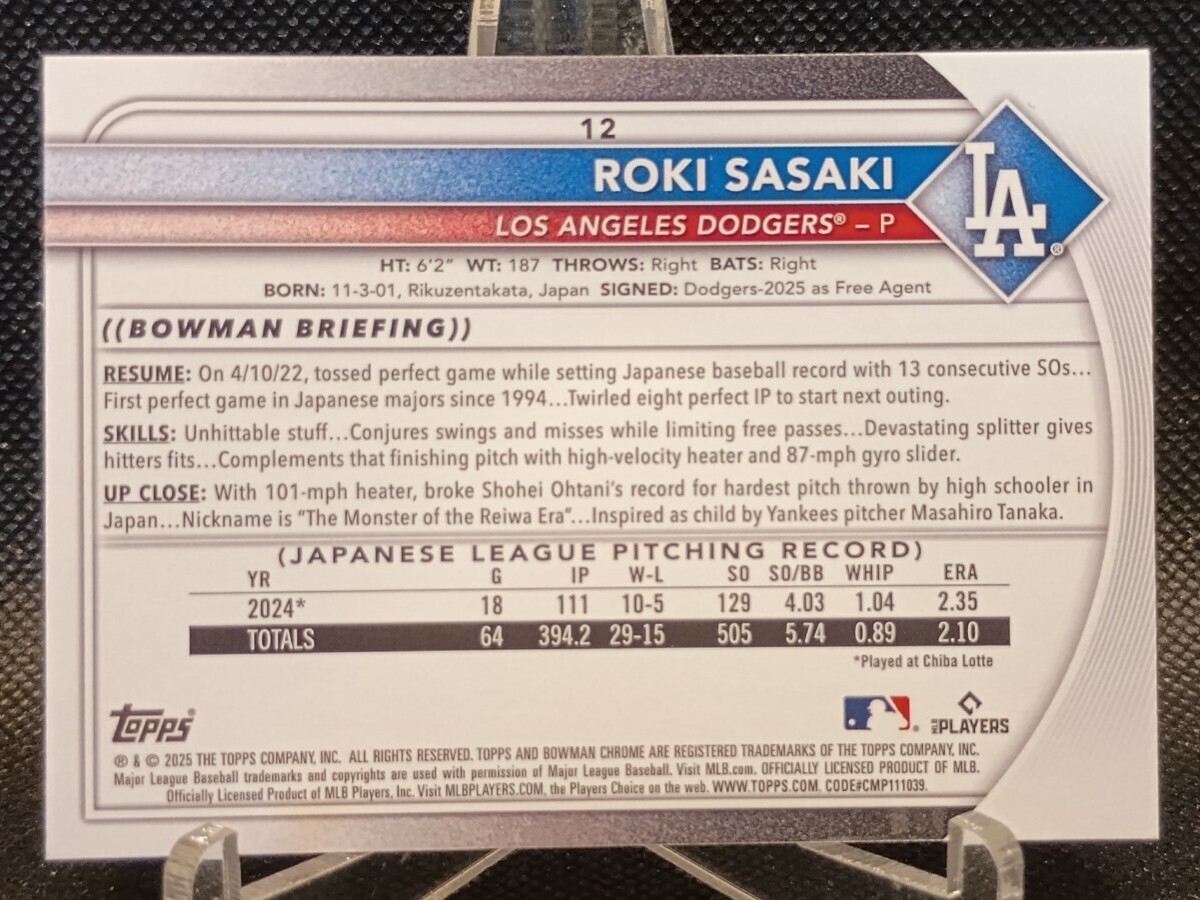 12
ROKI SASAKI
LOS ANGELES DODGERS® – P
LA®
HT: 6'2" WT: 187 THROWS: Right BATS: Right
BORN: 11-3-01, Rikuzentakata, Japan SIGNED: Dodgers-2025 as Free Agent
((BOWMAN BRIEFING))
RESUME: On 4/10/22, tossed perfect game while setting Japanese baseball record with 13 consecutive SOs...
First perfect game in Japanese majors since 1994...Twirled eight perfect IP to start next outing.
SKILLS: Unhittable stuff...Conjures swings and misses while limiting free passes...Devastating splitter gives
hitters fits...Complements that finishing pitch with high-velocity heater and 87-mph gyro slider.
UP CLOSE: With 101-mph heater, broke Shohei Ohtani's record for hardest pitch thrown by high schooler in
Japan...Nickname is "The Monster of the Reiwa Era"...Inspired as child by Yankees pitcher Masahiro Tanaka.
(JAPANESE LEAGUE PITCHING RECORD)
YR G IP W-L SO SO/BB WHIP ERA
2024* 18 111 10-5 129 4.03 1.04 2.35
TOTALS 64 394.2 29-15 505 5.74 0.89 2.10
*Played at Chiba Lotte
Topps®
MLB PLAYERS
® & © 2025 THE TOPPS COMPANY, INC. ALL RIGHTS RESERVED. TOPPS AND BOWMAN CHROME ARE REGISTERED TRADEMARKS OF THE TOPPS COMPANY, INC.
Major League Baseball trademarks and copyrights are used with permission of Major League Baseball. Visit MLB.com. OFFICIALLY LICENSED PRODUCT OF MLB.
Officially Licensed Product of MLB Players, Inc. Visit MLBPLAYERS.COM, the Players Choice on the web. WWW.TOPPS.COM. CODE#CMP111039.